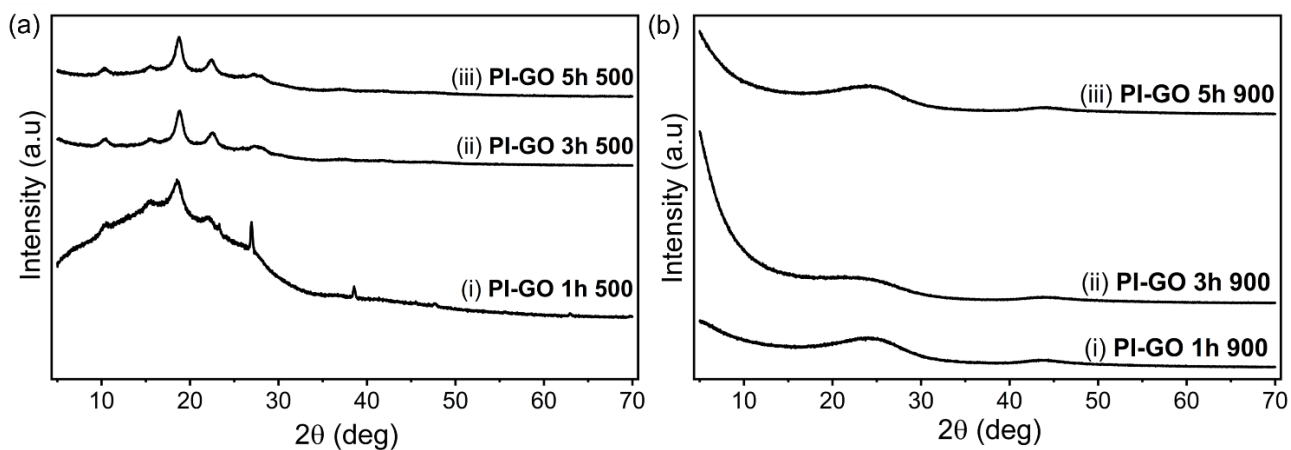 (a)
Intensity (a.u)
(iii) PI-GO 5h 500
(ii) PI-GO 3h 500
(i) PI-GO 1h 500
10 20 30 40 50 60 70
2θ (deg)
(b)
Intensity (a.u)
(iii) PI-GO 5h 900
(ii) PI-GO 3h 900
(i) PI-GO 1h 900
10 20 30 40 50 60 70
2θ (deg)